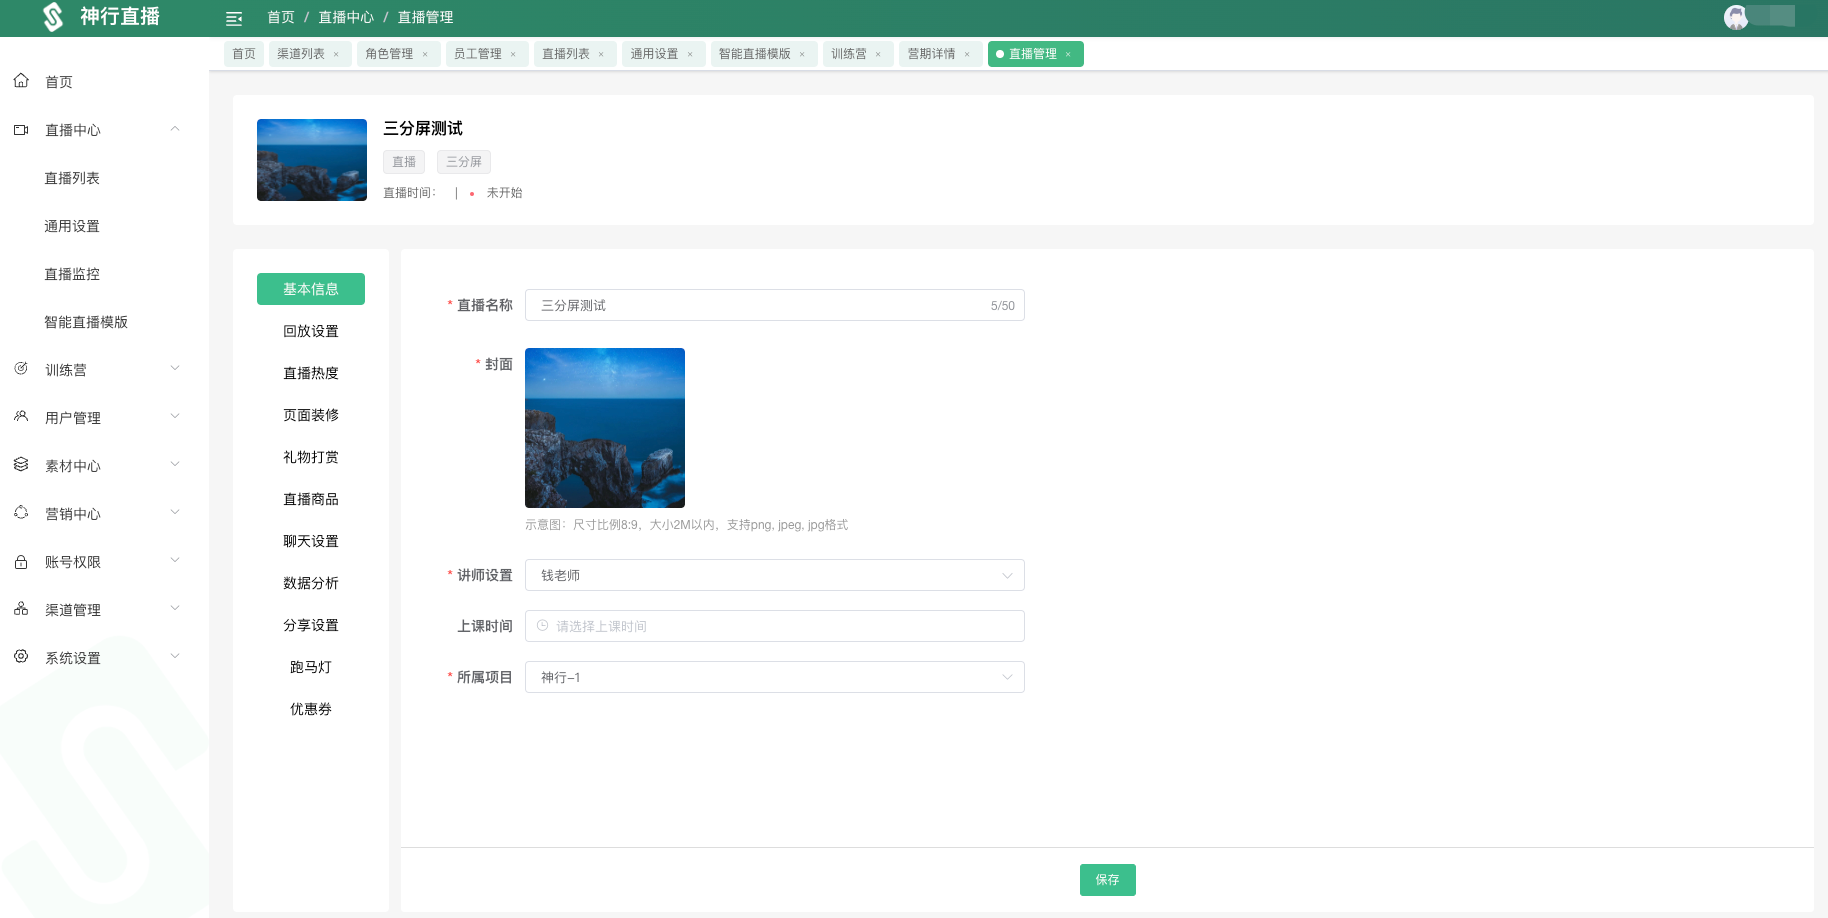 神行直播
首页 / 直播中心 / 直播管理
首页 渠道列表 × 角色管理 × 员工管理 × 直播列表 × 通用设置 × 智能直播模版 × 训练营 × 营期详情 × 直播管理 ×
首页
直播中心
直播列表
通用设置
直播监控
智能直播模版
训练营
用户管理
素材中心
营销中心
账号权限
渠道管理
系统设置
三分屏测试
直播 三分屏
直播时间： | 未开始
基本信息
回放设置
直播热度
页面装修
礼物打赏
直播商品
聊天设置
数据分析
分享设置
跑马灯
优惠券
* 直播名称 三分屏测试 5/50
* 封面
示意图：尺寸比例8:9，大小2M以内，支持png, jpeg, jpg格式
* 讲师设置 钱老师
上课时间 请选择上课时间
* 所属项目 神行-1
保存